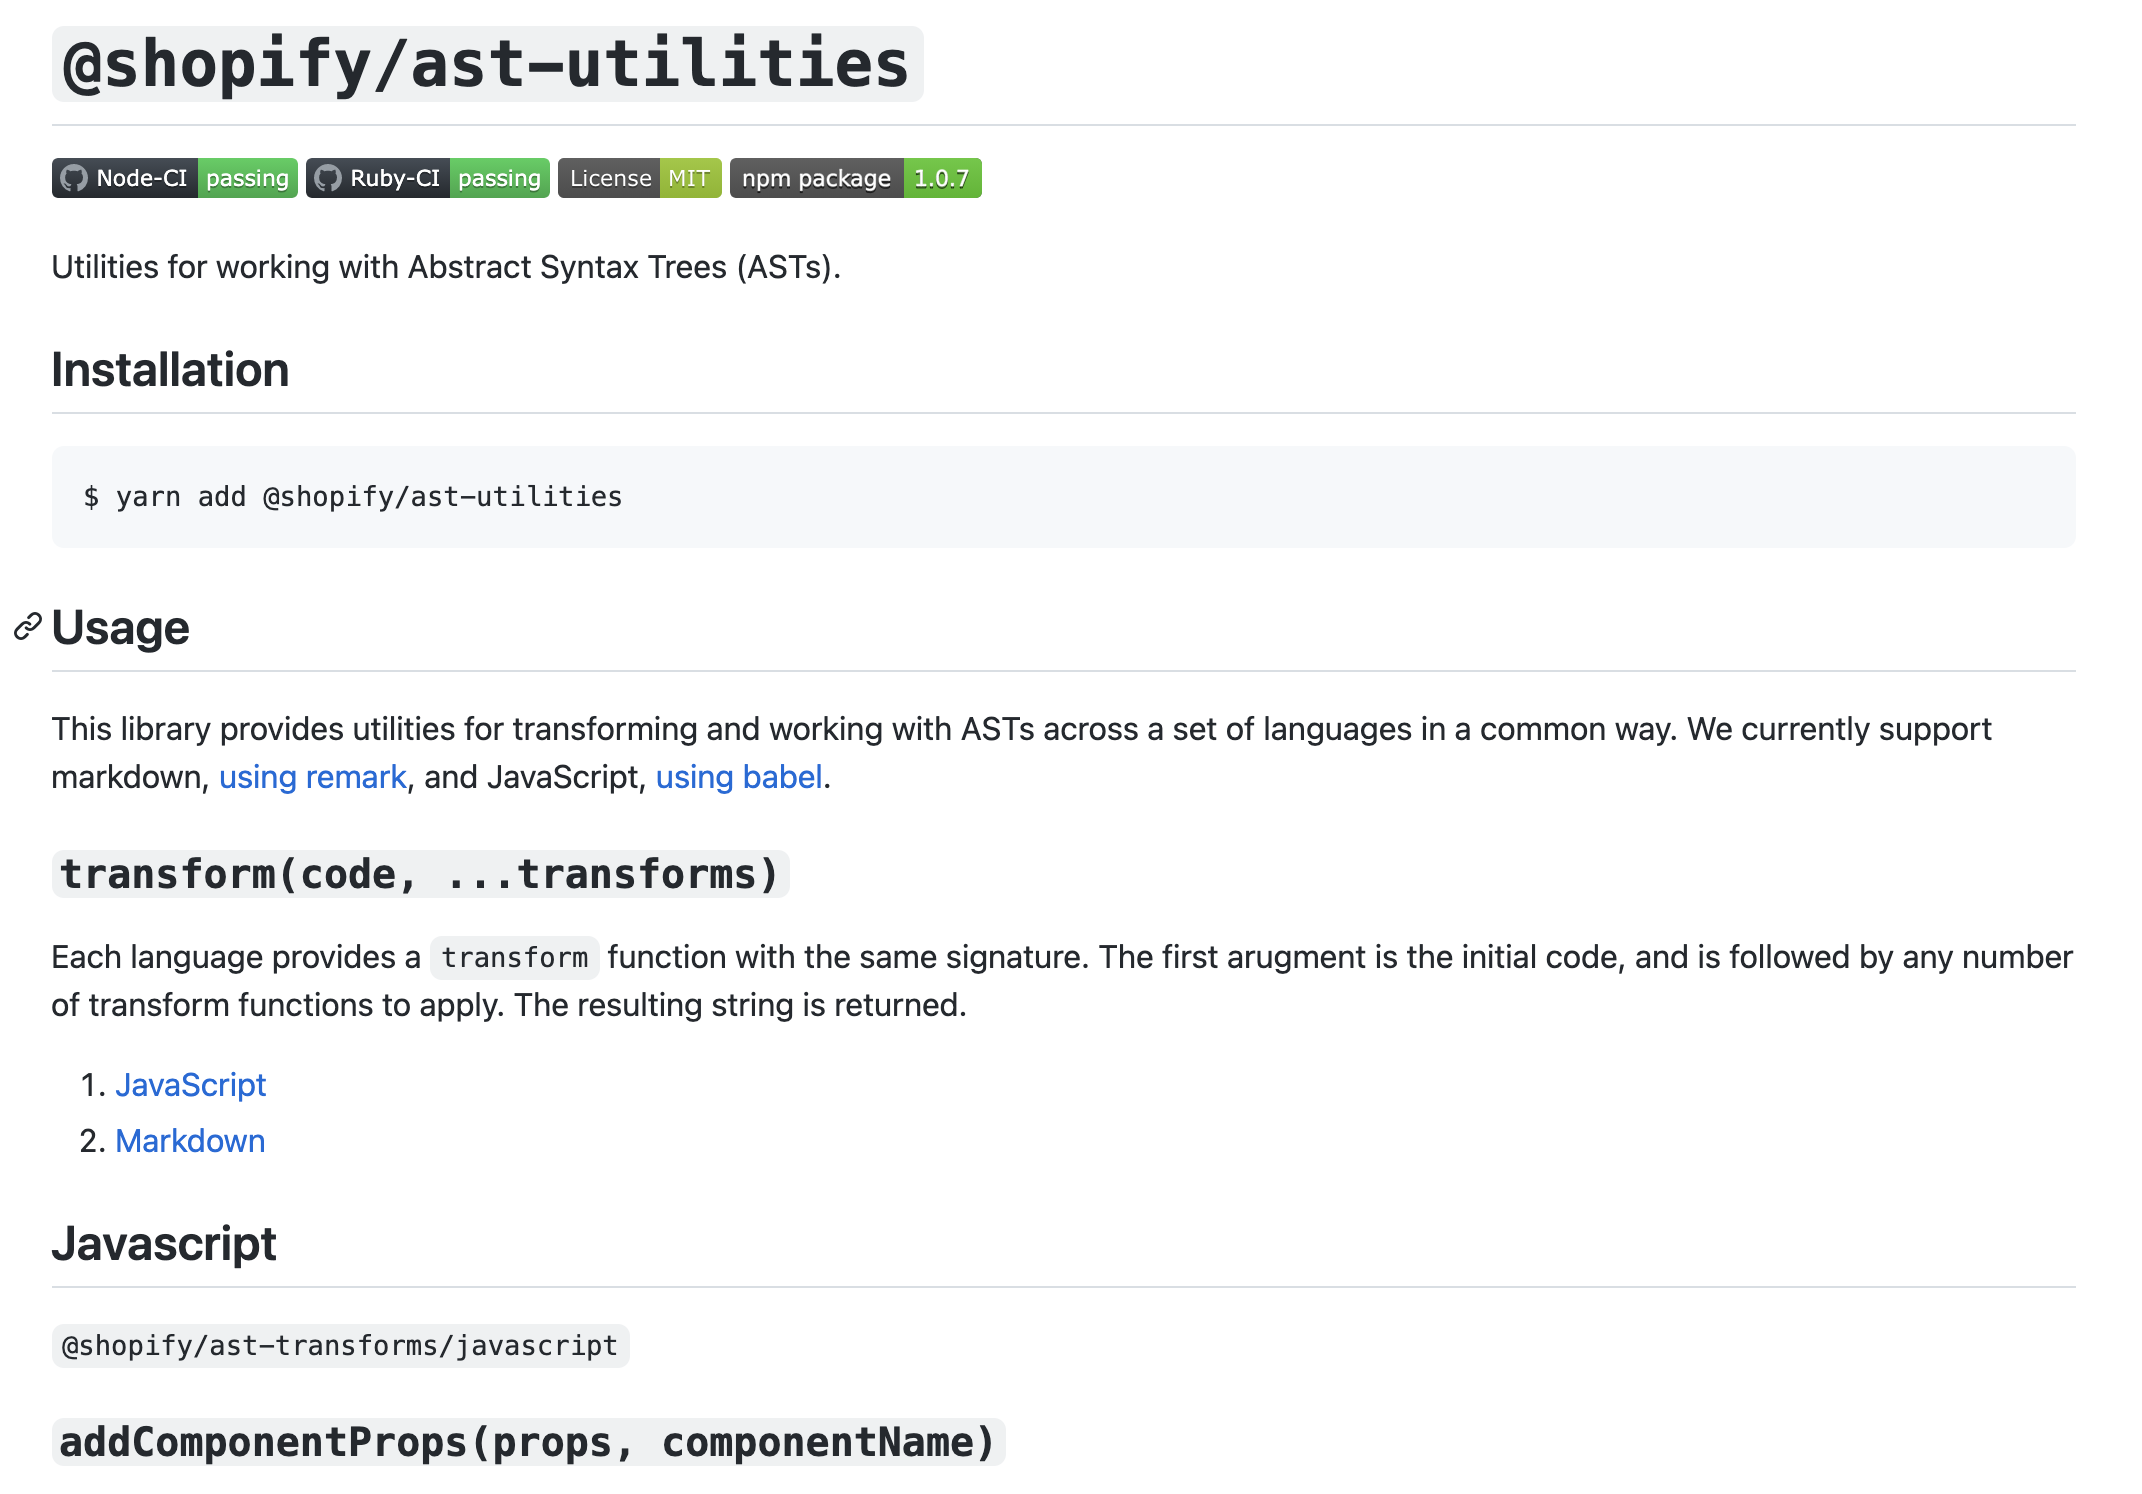 @shopify/ast-utilities
Node-CI passing Ruby-CI passing License MIT npm package 1.0.7
Utilities for working with Abstract Syntax Trees (ASTs).
Installation
$ yarn add @shopify/ast-utilities
Usage
This library provides utilities for transforming and working with ASTs across a set of languages in a common way. We currently support
markdown, using remark, and JavaScript, using babel.
transform(code, ...transforms)
Each language provides a transform function with the same signature. The first arugment is the initial code, and is followed by any number
of transform functions to apply. The resulting string is returned.
1. JavaScript
2. Markdown
Javascript
@shopify/ast-transforms/javascript
addComponentProps(props, componentName)